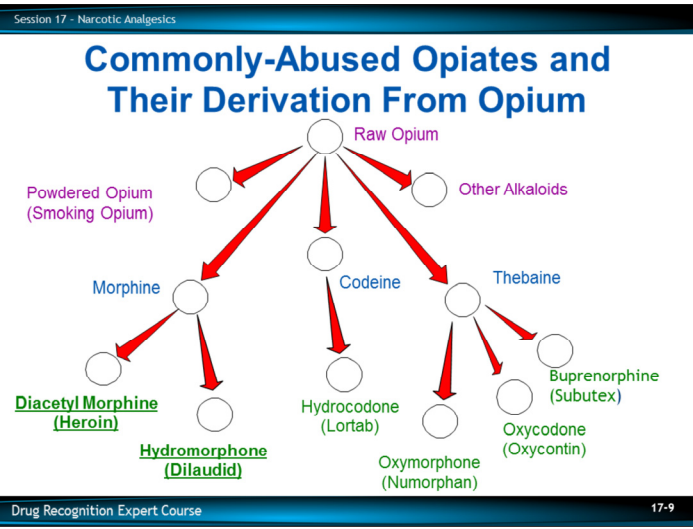 Session 17 – Narcotic Analgesics
Commonly-Abused Opiates and
Their Derivation From Opium
Raw Opium
Powdered Opium
(Smoking Opium)
Other Alkaloids
Morphine
Codeine
Thebaine
Diacetyl Morphine
(Heroin)
Hydromorphone
(Dilaudid)
Hydrocodone
(Lortab)
Oxymorphone
(Numorphan)
Oxycodone
(Oxycontin)
Buprenorphine
(Subutex)
Drug Recognition Expert Course
17-9